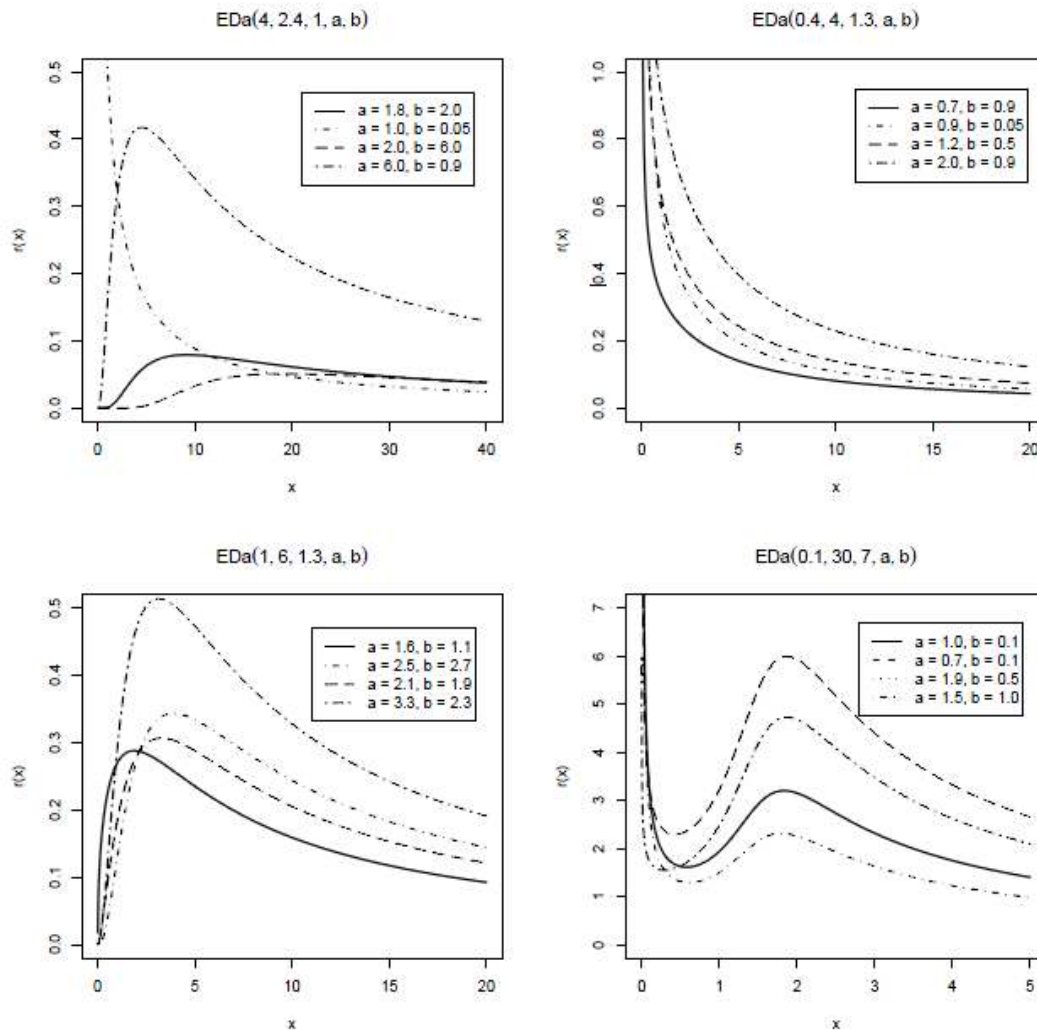 EDa(4, 2.4, 1, a, b)
r(x)
0.0 0.1 0.2 0.3 0.4 0.5
a = 1.8, b = 2.0
a = 1.0, b = 0.05
a = 2.0, b = 6.0
a = 6.0, b = 0.9
0 10 20 30 40
x
EDa(0.4, 4, 1.3, a, b)
r(x)
0.0 0.2 0.4 0.6 0.8 1.0
a = 0.7, b = 0.9
a = 0.9, b = 0.05
a = 1.2, b = 0.5
a = 2.0, b = 0.9
0 5 10 15 20
x
EDa(1, 6, 1.3, a, b)
r(x)
0.0 0.1 0.2 0.3 0.4 0.5
a = 1.6, b = 1.1
a = 2.5, b = 2.7
a = 2.1, b = 1.9
a = 3.3, b = 2.3
0 5 10 15 20
x
EDa(0.1, 30, 7, a, b)
r(x)
0 1 2 3 4 5 6 7
a = 1.0, b = 0.1
a = 0.7, b = 0.1
a = 1.9, b = 0.5
a = 1.5, b = 1.0
0 1 2 3 4 5
x